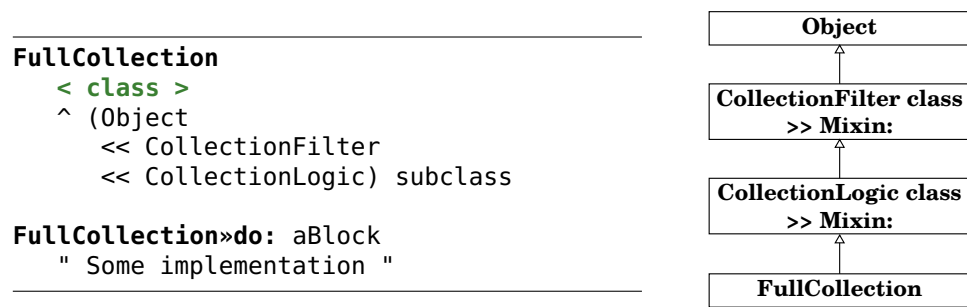 FullCollection
< class >
^ (Object
<< CollectionFilter
<< CollectionLogic) subclass
FullCollection»do: aBlock
" Some implementation "
Object
CollectionFilter class
>> Mixin:
CollectionLogic class
>> Mixin:
FullCollection